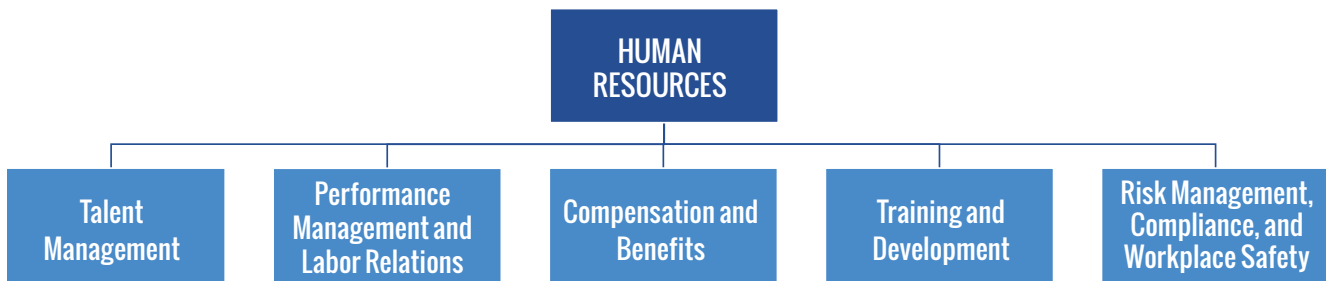 HUMAN
RESOURCES
Talent
Management
Performance
Management and
Labor Relations
Compensation and
Benefits
Training and
Development
Risk Management,
Compliance, and
Workplace Safety